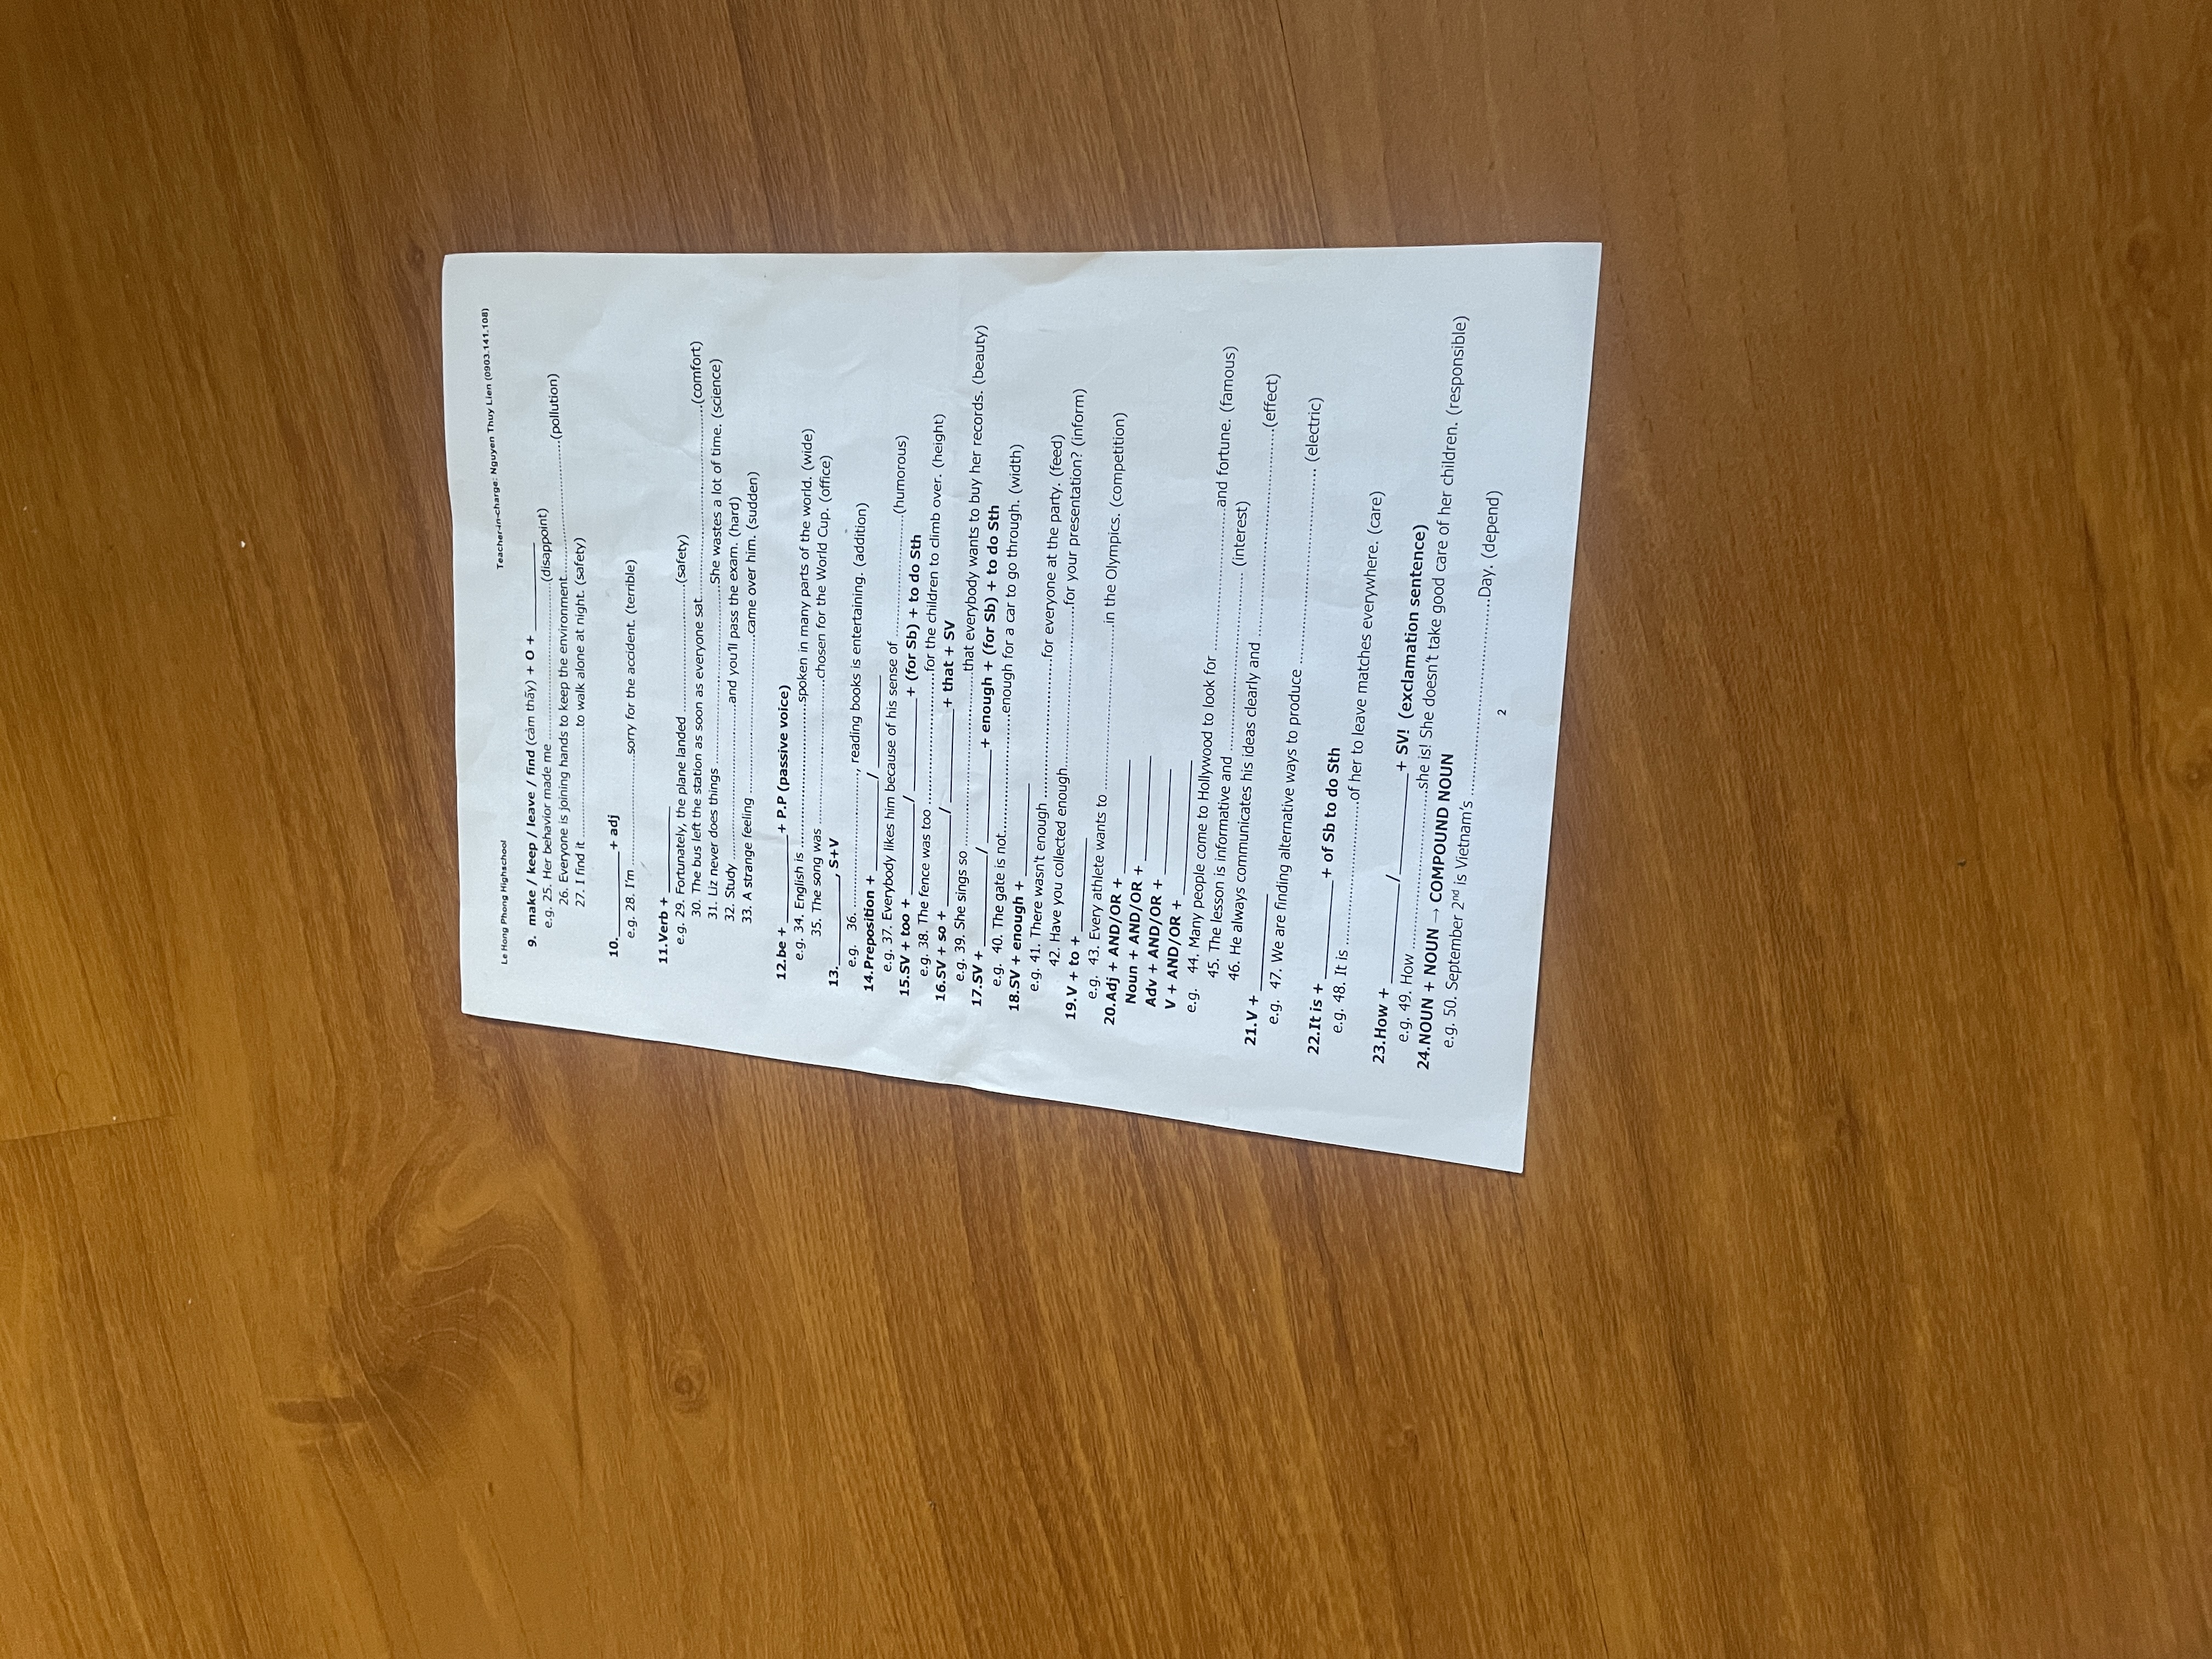 Le Hong Phong Highschool Teacher-in-charge: Nguyen Thuy Lien (0903.141.108)
9. make / keep / leave / find (cảm thấy) + O + __________
e.g. 25. Her behavior made me ..............................(disappoint)
26. Everyone is joining hands to keep the environment..............................(pollution)
27. I find it ..............................to walk alone at night. (safety)
10.__________+ adj
e.g. 28. I'm ..............................sorry for the accident. (terrible)
11.Verb + __________
e.g. 29. Fortunately, the plane landed ..............................(safety)
30. The bus left the station as soon as everyone sat..............................(comfort)
31. Liz never does things ..............................She wastes a lot of time. (science)
32. Study ..............................and you'll pass the exam. (hard)
33. A strange feeling ..............................came over him. (sudden)
12.be + __________+ P.P (passive voice)
e.g. 34. English is ..............................spoken in many parts of the world. (wide)
35. The song was ..............................chosen for the World Cup. (office)
13.__________, S+V
e.g. 36. .............................., reading books is entertaining. (addition)
14.Preposition + __________/ __________
e.g. 37. Everybody likes him because of his sense of ..............................(humorous)
15.SV + too + __________/ __________+ (for Sb) + to do Sth
e.g. 38. The fence was too ..............................for the children to climb over. (height)
16.SV + so + __________/ __________+ that + SV
e.g. 39. She sings so ..............................that everybody wants to buy her records. (beauty)
17.SV + __________/ __________+ enough + (for Sb) + to do Sth
e.g. 40. The gate is not..............................enough for a car to go through. (width)
18.SV + enough + __________
e.g. 41. There wasn't enough ..............................for everyone at the party. (feed)
42. Have you collected enough..............................for your presentation? (inform)
19.V + to + __________
e.g. 43. Every athlete wants to ..............................in the Olympics. (competition)
20.Adj + AND/OR + __________
Noun + AND/OR + __________
Adv + AND/OR + __________
V + AND/OR + __________
e.g. 44. Many people come to Hollywood to look for ..............................and fortune. (famous)
45. The lesson is informative and .............................. (interest)
46. He always communicates his ideas clearly and ..............................(effect)
21.V + __________
e.g. 47. We are finding alternative ways to produce .............................. (electric)
22.It is + __________+ of Sb to do Sth
e.g. 48. It is ..............................of her to leave matches everywhere. (care)
23.How + __________/__________+ SV! (exclamation sentence)
e.g. 49. How ..............................she is! She doesn't take good care of her children. (responsible)
24.NOUN + NOUN → COMPOUND NOUN
e.g. 50. September 2nd is Vietnam's ..............................Day. (depend)
2